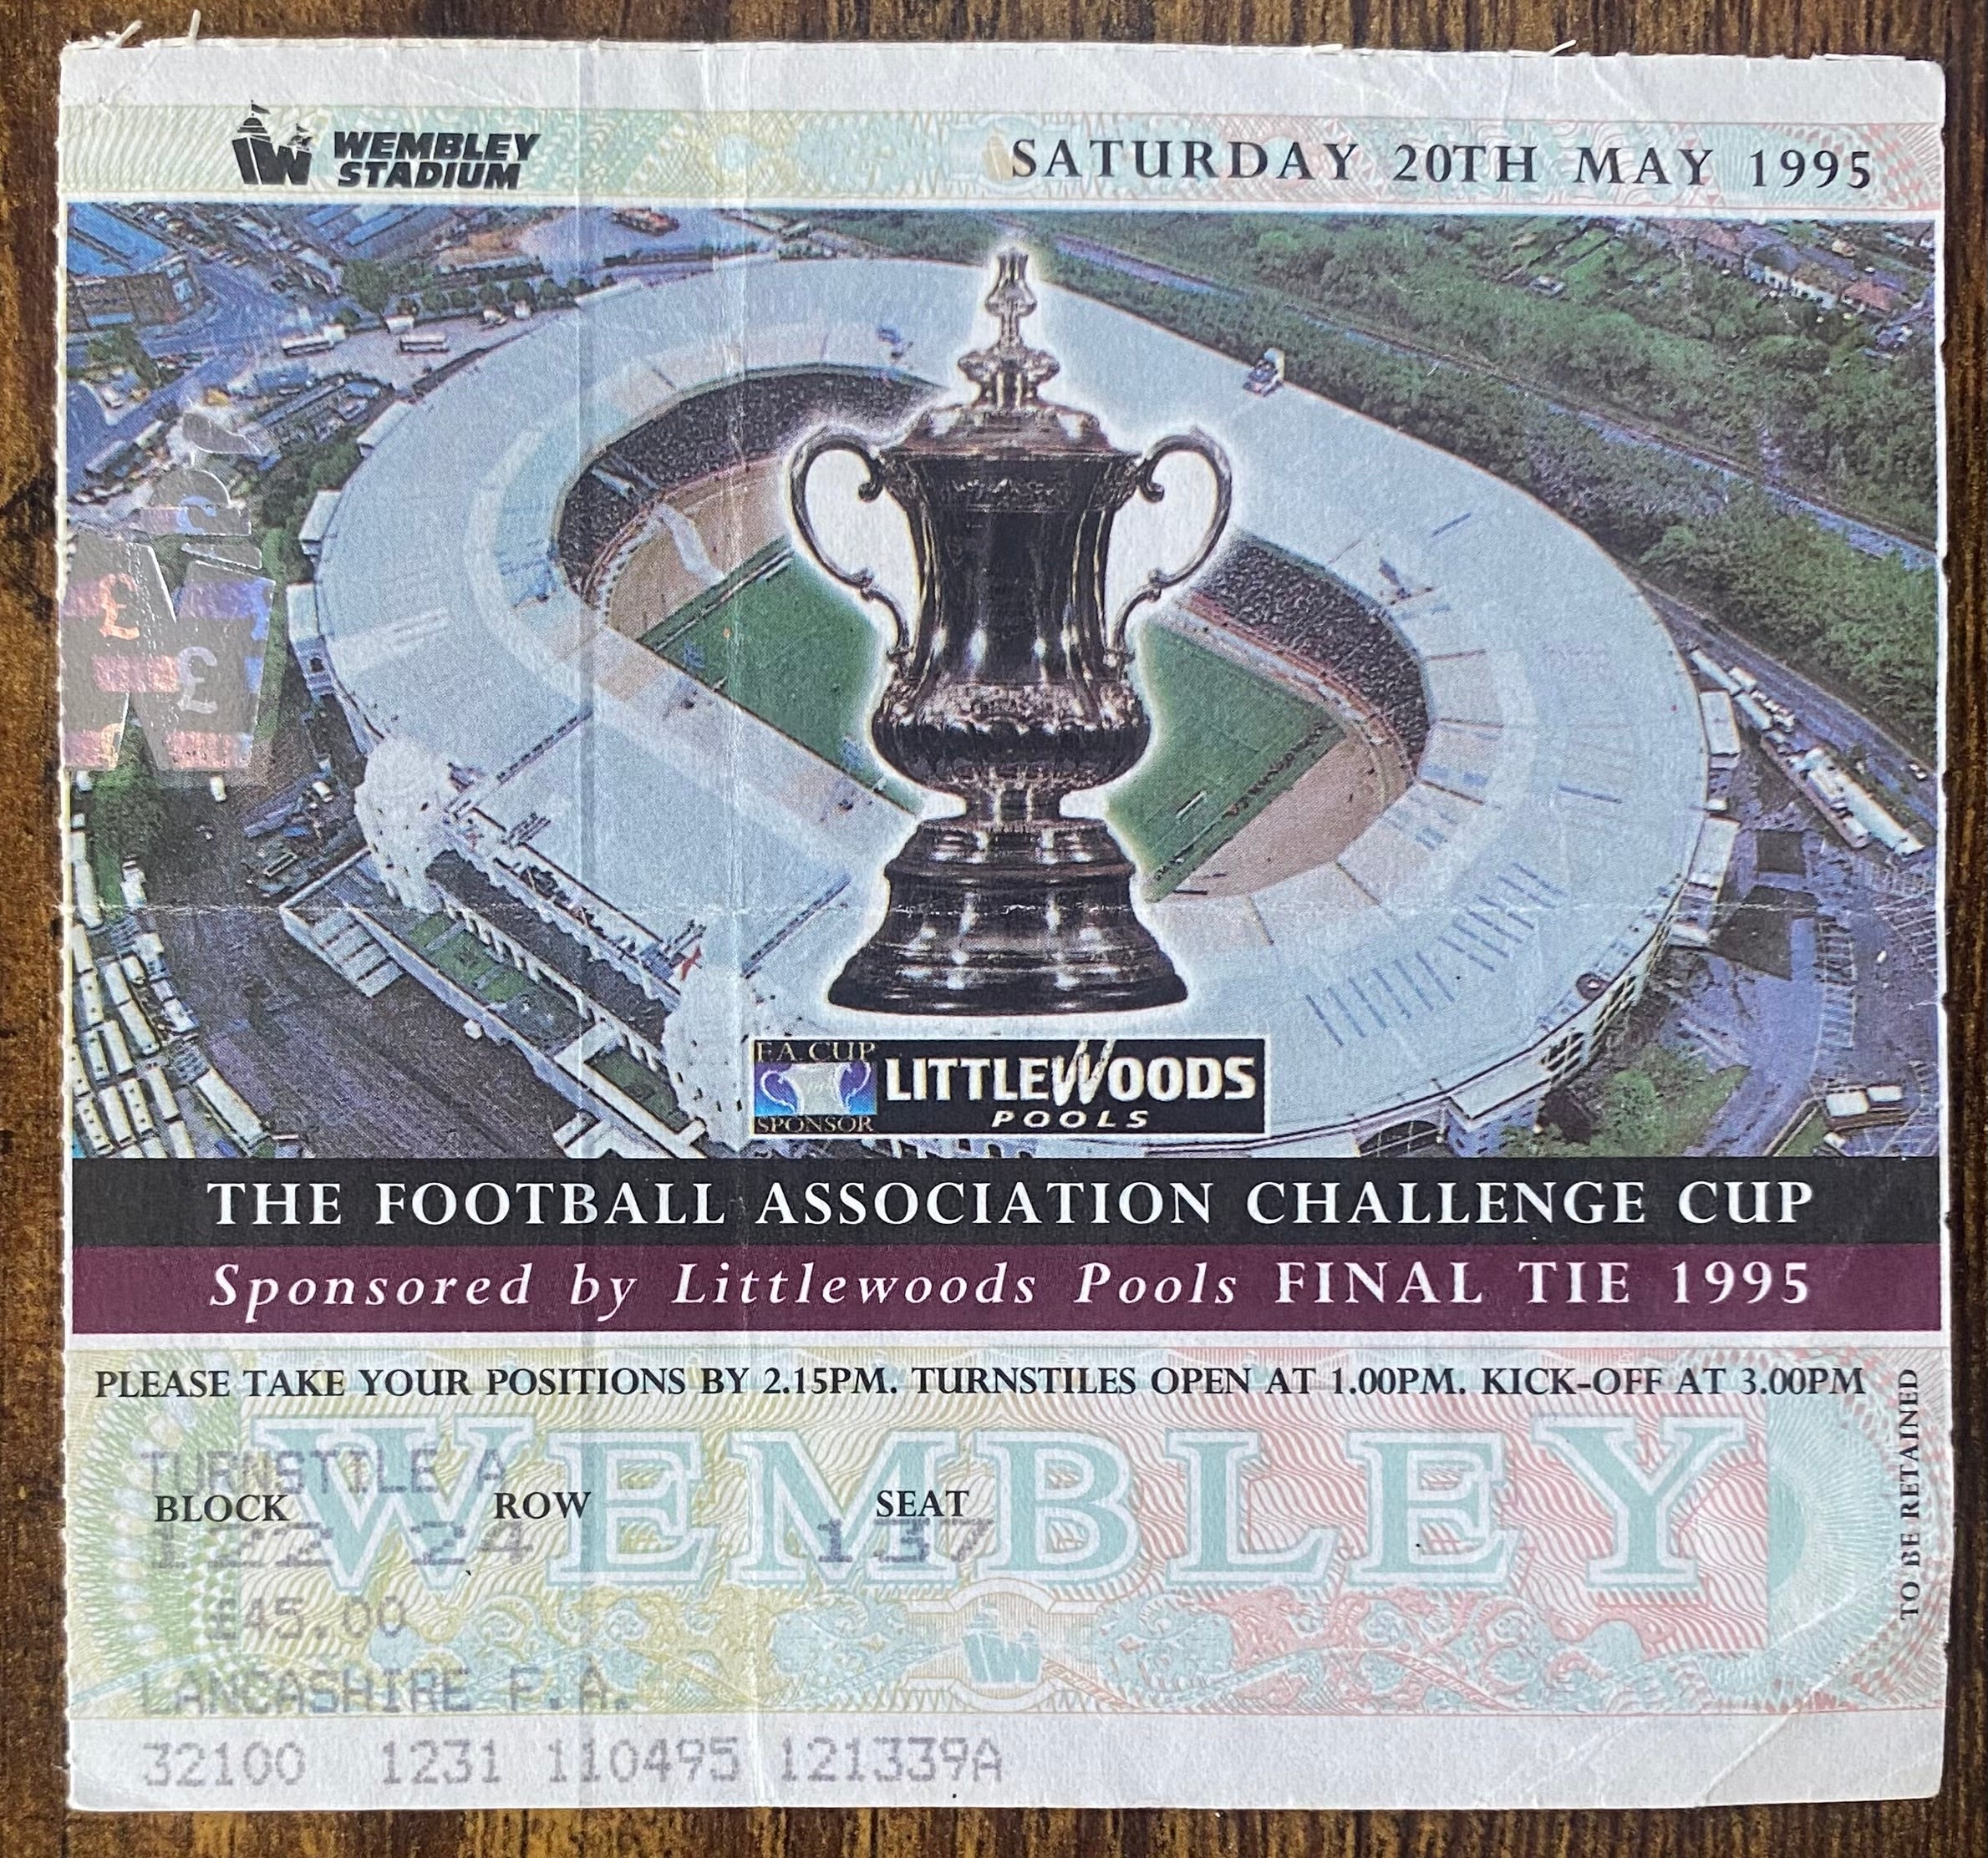 WEMBLEY
STADIUM
SATURDAY 20TH MAY 1995
F.A.CUP
SPONSOR
LITTLEWOODS
POOLS
THE FOOTBALL ASSOCIATION CHALLENGE CUP
Sponsored by Littlewoods Pools FINAL TIE 1995
PLEASE TAKE YOUR POSITIONS BY 2.15PM. TURNSTILES OPEN AT 1.00PM. KICK-OFF AT 3.00PM
WEMBLEY
TURNSTILE A
BLOCK ROW SEAT
122 24 137
£45.00
LANCASHIRE F.A.
32100 1231 110495 121339A
TO BE RETAINED